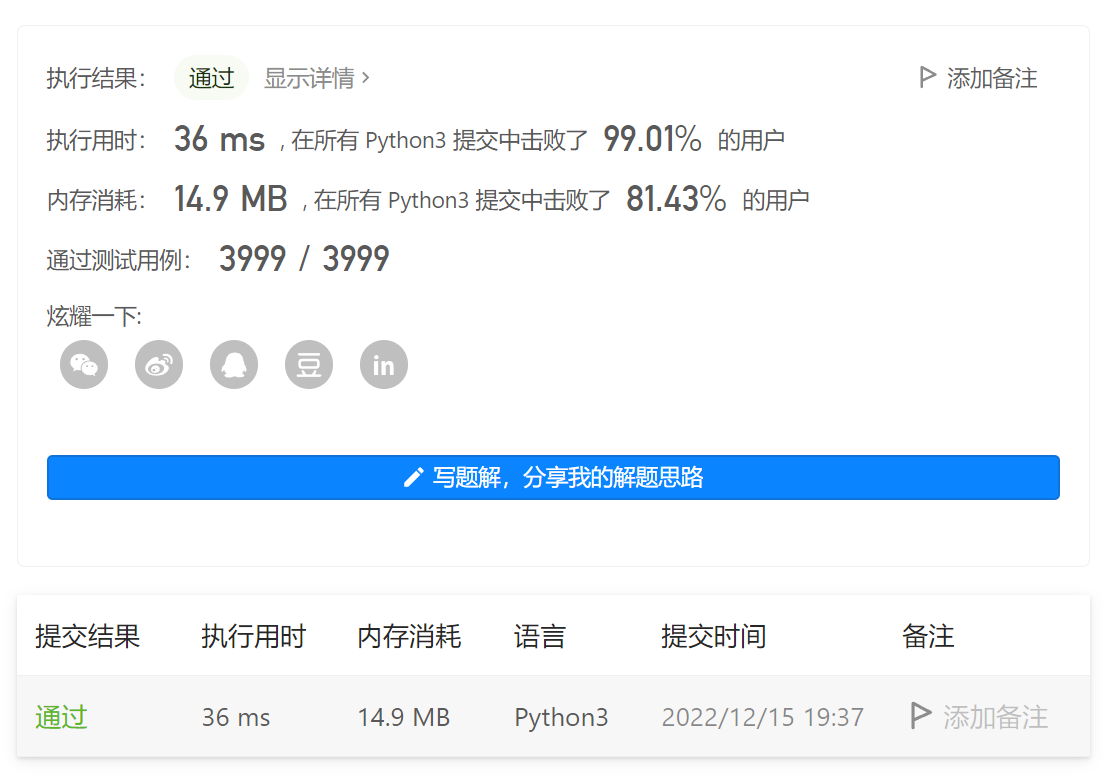 执行结果： 通过 显示详情 › 添加备注
执行用时： 36 ms , 在所有 Python3 提交中击败了 99.01% 的用户
内存消耗： 14.9 MB , 在所有 Python3 提交中击败了 81.43% 的用户
通过测试用例： 3999 / 3999
炫耀一下:
豆 in
写题解，分享我的解题思路
提交结果 执行用时 内存消耗 语言 提交时间 备注
通过 36 ms 14.9 MB Python3 2022/12/15 19:37 添加备注